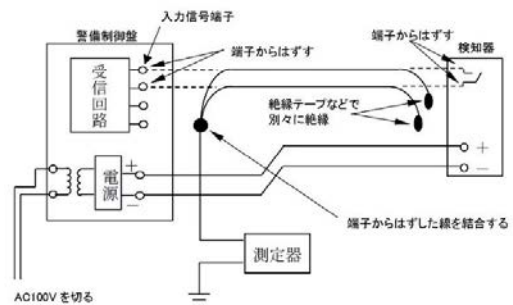 入力信号端子
警備制御盤
端子からはずす
端子からはずす
検知器
受信回路
絶縁テープなどで
別々に絶縁
+
電源
-
+
-
端子からはずした線を結合する
測定器
AC100Vを切る